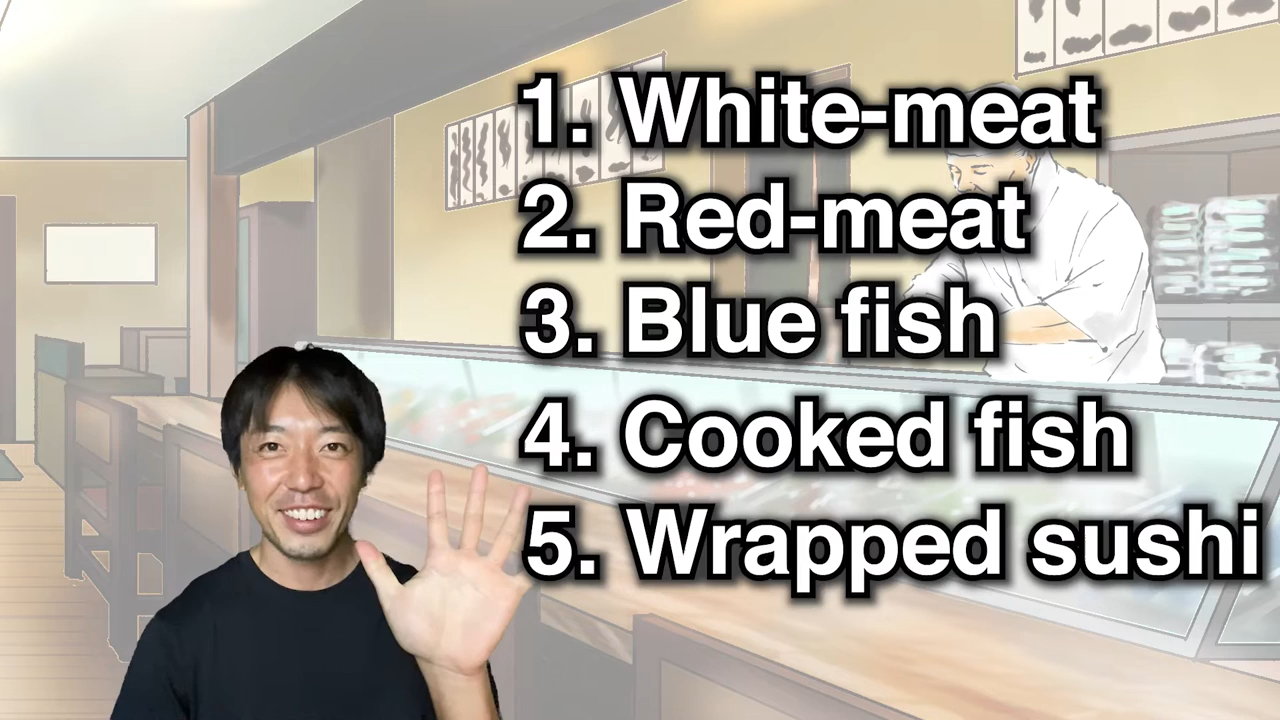 1. White-meat
2. Red-meat
3. Blue fish
4. Cooked fish
5. Wrapped sushi